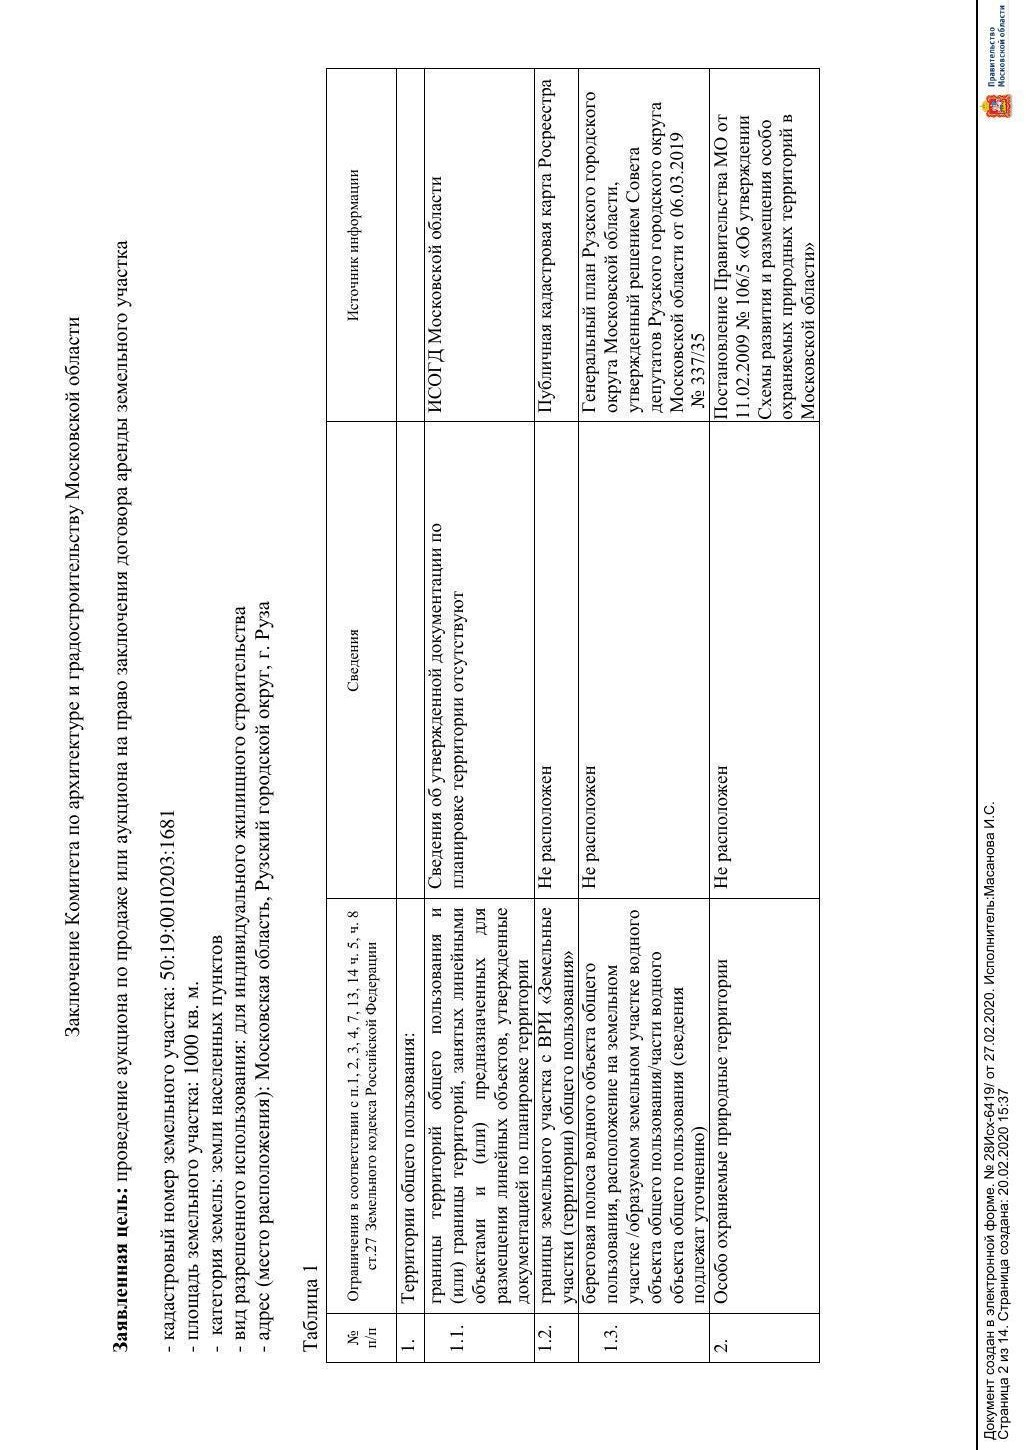 Заключение Комитета по архитектуре и градостроительству Московской области
Заявленная цель: проведение аукциона по продаже или аукциона на право заключения договора аренды земельного участка
- кадастровый номер земельного участка: 50:19:0010203:1681
- площадь земельного участка: 1000 кв. м.
- категория земель: земли населенных пунктов
- вид разрешенного использования: для индивидуального жилищного строительства
- адрес (место расположения): Московская область, Рузский городской округ, г. Руза
Таблица 1
№
п/п
Ограничения в соответствии с п.1, 2, 3, 4, 7, 13, 14 ч. 5, ч. 8
ст.27 Земельного кодекса Российской Федерации
Сведения
Источник информации
1.
Территории общего пользования:
1.1.
границы территорий общего пользования и
(или) границы территорий, занятых линейными
объектами и (или) предназначенных для
размещения линейных объектов, утвержденные
документацией по планировке территории
Сведения об утвержденной документации по
планировке территории отсутствуют
ИСОГД Московской области
1.2.
границы земельного участка с ВРИ «Земельные
участки (территории) общего пользования»
Не расположен
Публичная кадастровая карта Росреестра
1.3.
береговая полоса водного объекта общего
пользования, расположение на земельном
участке /образуемом земельном участке водного
объекта общего пользования/части водного
объекта общего пользования (сведения
подлежат уточнению)
Не расположен
Генеральный план Рузского городского
округа Московской области,
утвержденный решением Совета
депутатов Рузского городского округа
Московской области от 06.03.2019
№ 337/35
2.
Особо охраняемые природные территории
Не расположен
Постановление Правительства МО от
11.02.2009 № 106/5 «Об утверждении
Схемы развития и размещения особо
охраняемых природных территорий в
Московской области»
Документ создан в электронной форме. № 28Исх-6419/ от 27.02.2020. Исполнитель:Масанова И.С.
Страница 2 из 14. Страница создана: 20.02.2020 15:37
Правительство
Московской области